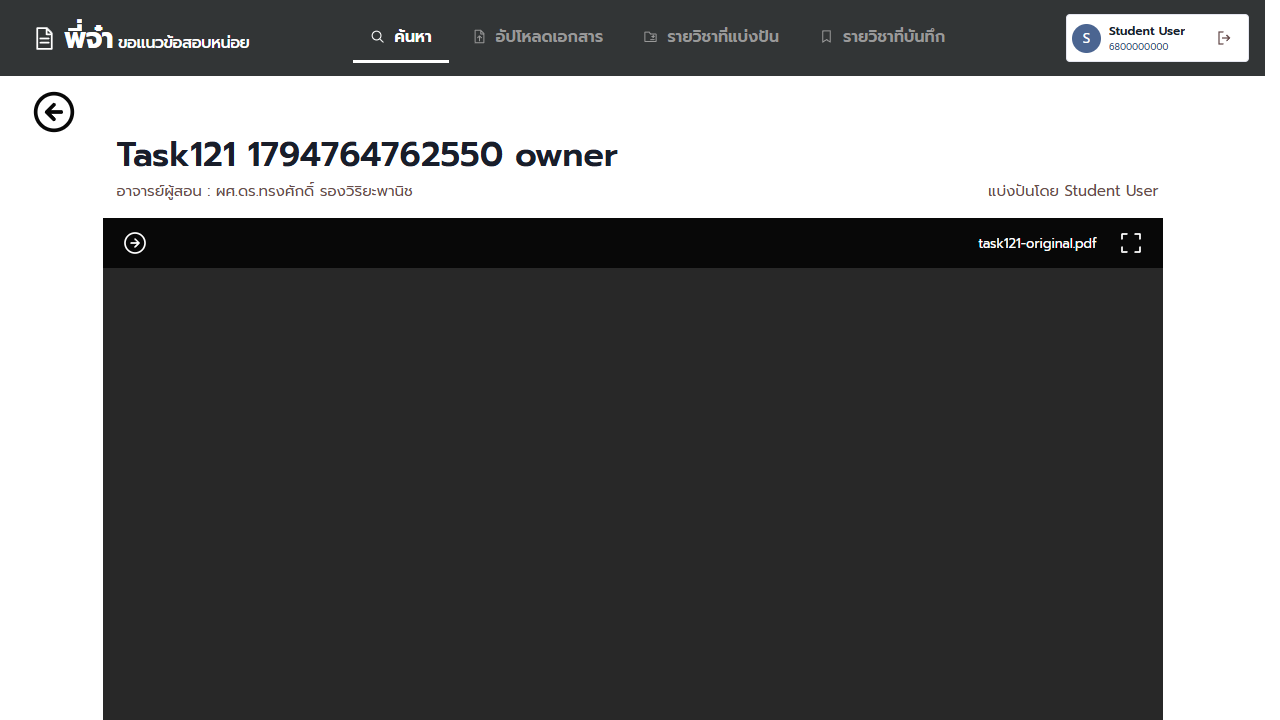 พี่จ๋า ขอแนวข้อสอบหน่อย
ค้นหา
อัปโหลดเอกสาร
รายวิชาที่แบ่งปัน
รายวิชาที่บันทึก
S
Student User
6800000000
Task121 1794764762550 owner
อาจารย์ผู้สอน : ผศ.ดร.ทรงศักดิ์ รองวิริยะพานิช
แบ่งปันโดย Student User
task121-original.pdf